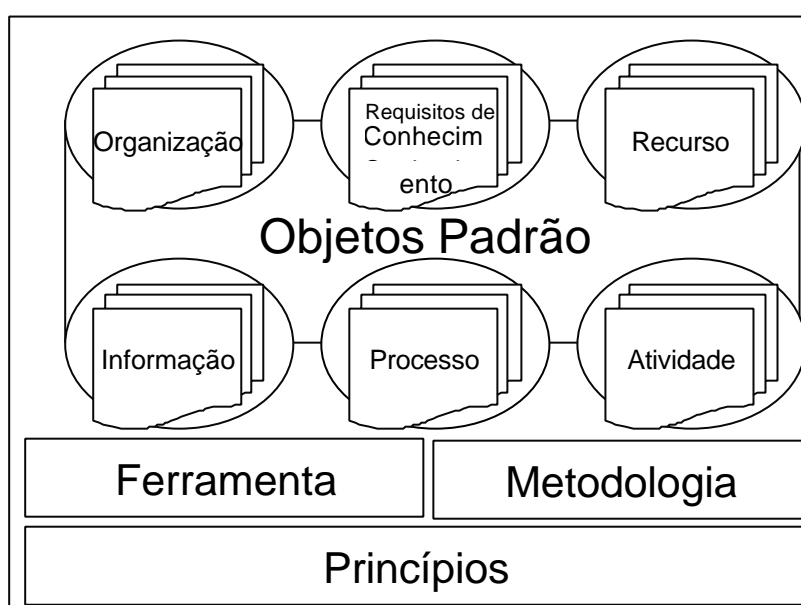 Organização
Requisitos de
Conhecim
ento
Recurso
Objetos Padrão
Informação
Processo
Atividade
Ferramenta
Metodologia
Princípios